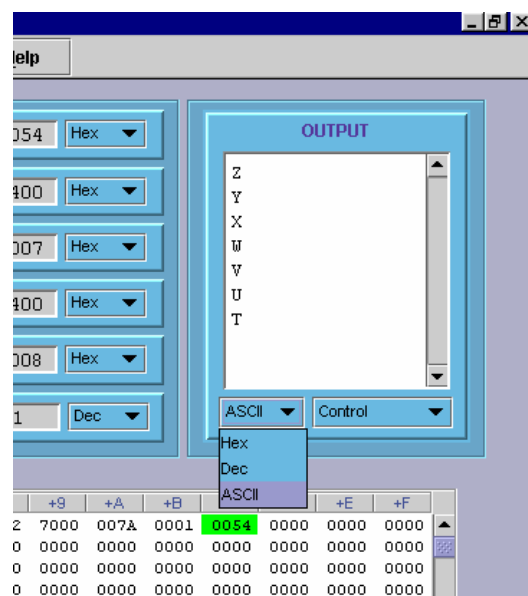 elp
054 Hex
400 Hex
007 Hex
400 Hex
008 Hex
1 Dec
OUTPUT
Z
Y
X
W
V
U
T
ASCII Control
Hex
Dec
ASCII
+9 +A +B +E +F
2 7000 007A 0001 0054 0000 0000 0000
0 0000 0000 0000 0000 0000 0000 0000
0 0000 0000 0000 0000 0000 0000 0000
0 0000 0000 0000 0000 0000 0000 0000